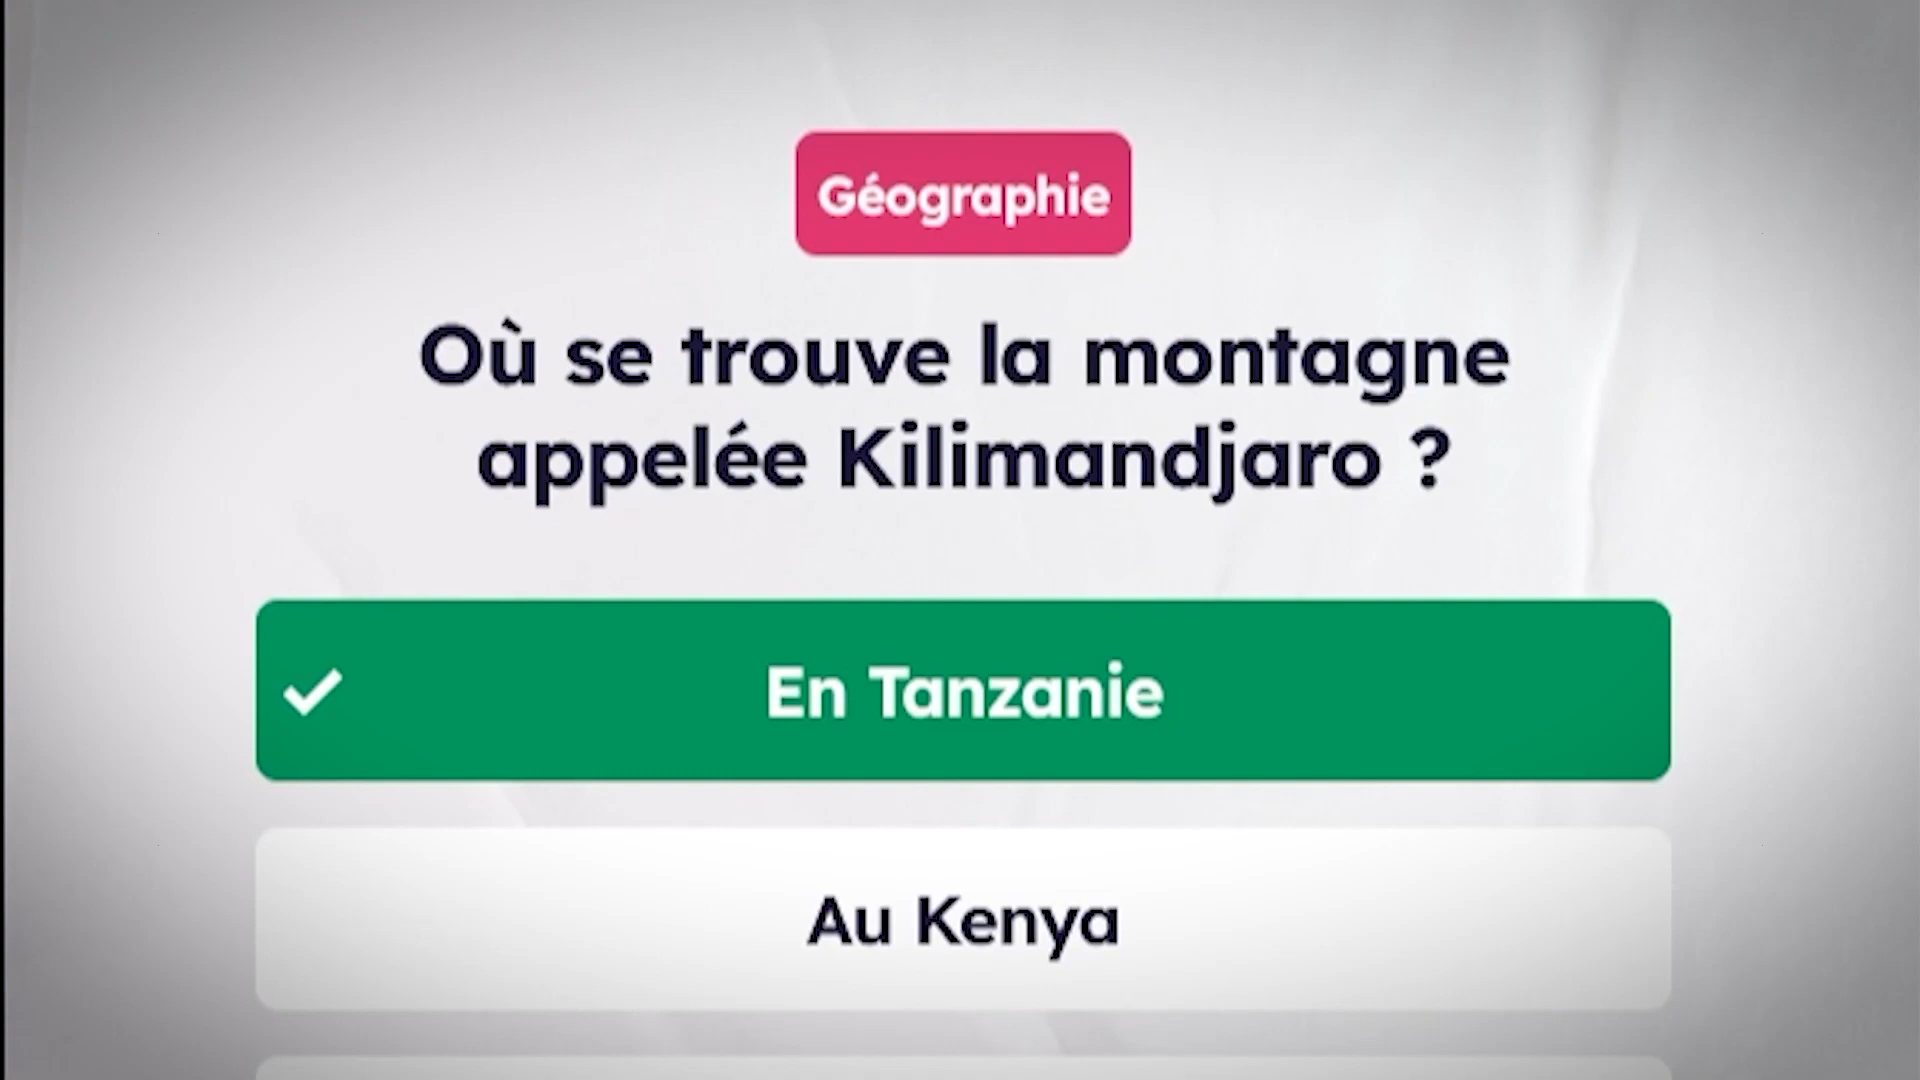 Géographie
Où se trouve la montagne
appelée Kilimandjaro ?
En Tanzanie
Au Kenya